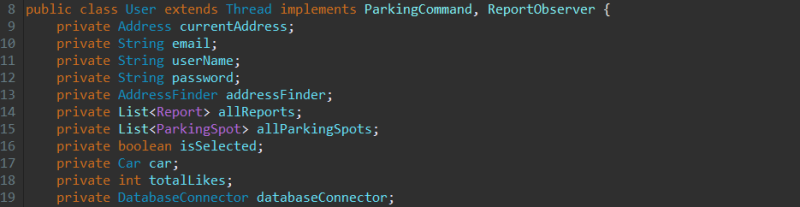 8 public class User extends Thread implements ParkingCommand, ReportObserver {
9 private Address currentAddress;
10 private String email;
11 private String userName;
12 private String password;
13 private AddressFinder addressFinder;
14 private List<Report> allReports;
15 private List<ParkingSpot> allParkingSpots;
16 private boolean isSelected;
17 private Car car;
18 private int totalLikes;
19 private DatabaseConnector databaseConnector;